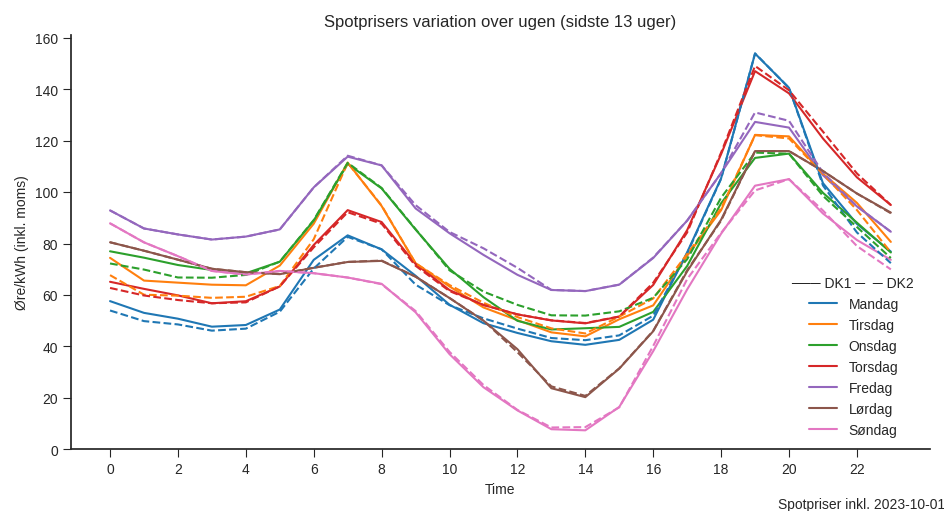 Spotprisers variation over ugen (sidste 13 uger)
160
140
120
100
80
60
40
20
0
Øre/kWh (inkl. moms)
DK1 DK2
Mandag
Tirsdag
Onsdag
Torsdag
Fredag
Lørdag
Søndag
0 2 4 6 8 10 12 14 16 18 20 22
Time
Spotpriser inkl. 2023-10-01